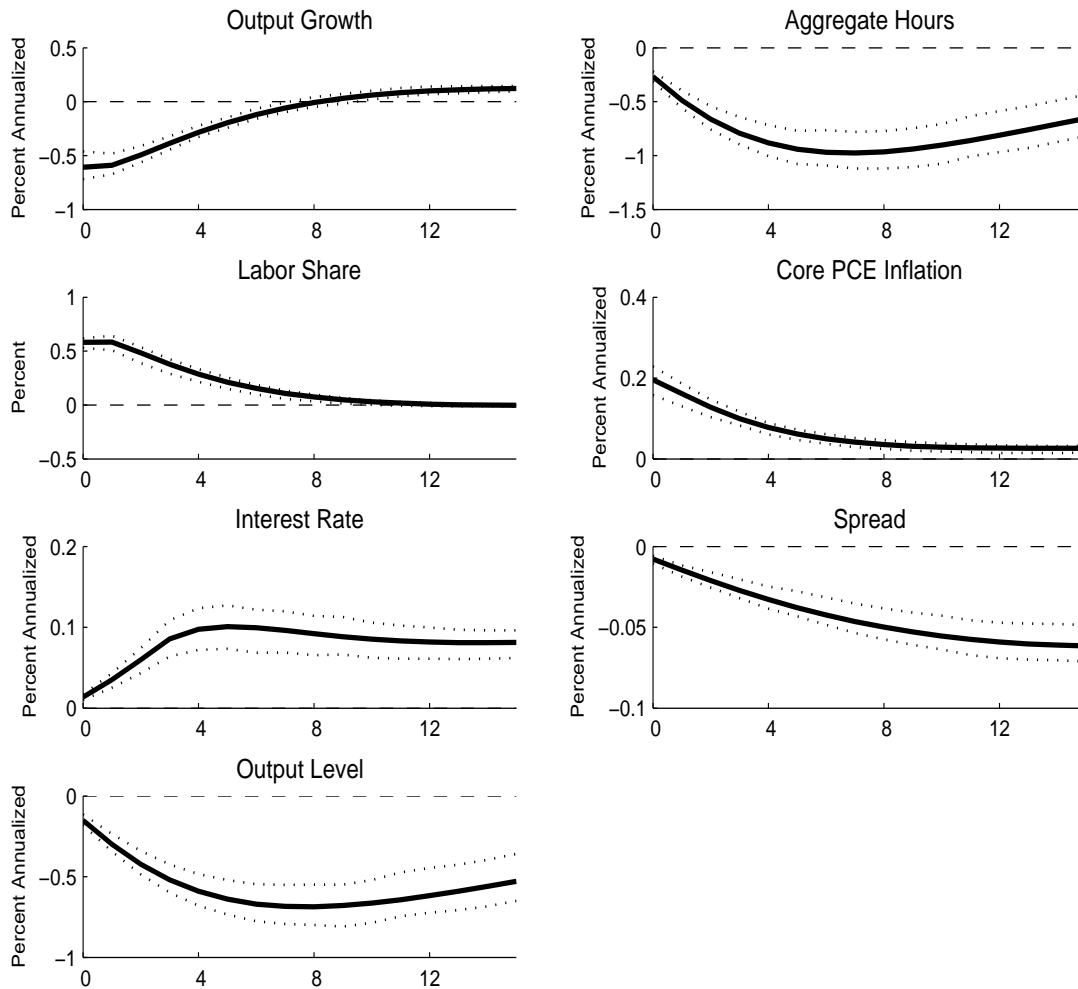 Output Growth
Percent Annualized
0.5
0
−0.5
−1
0 4 8 12
Aggregate Hours
Percent Annualized
0
−0.5
−1
−1.5
0 4 8 12
Labor Share
Percent
1
0.5
0
−0.5
0 4 8 12
Core PCE Inflation
Percent Annualized
0.4
0.2
0
0 4 8 12
Interest Rate
Percent Annualized
0.2
0.1
0
0 4 8 12
Spread
Percent Annualized
0
−0.05
−0.1
0 4 8 12
Output Level
Percent Annualized
0
−0.5
−1
0 4 8 12